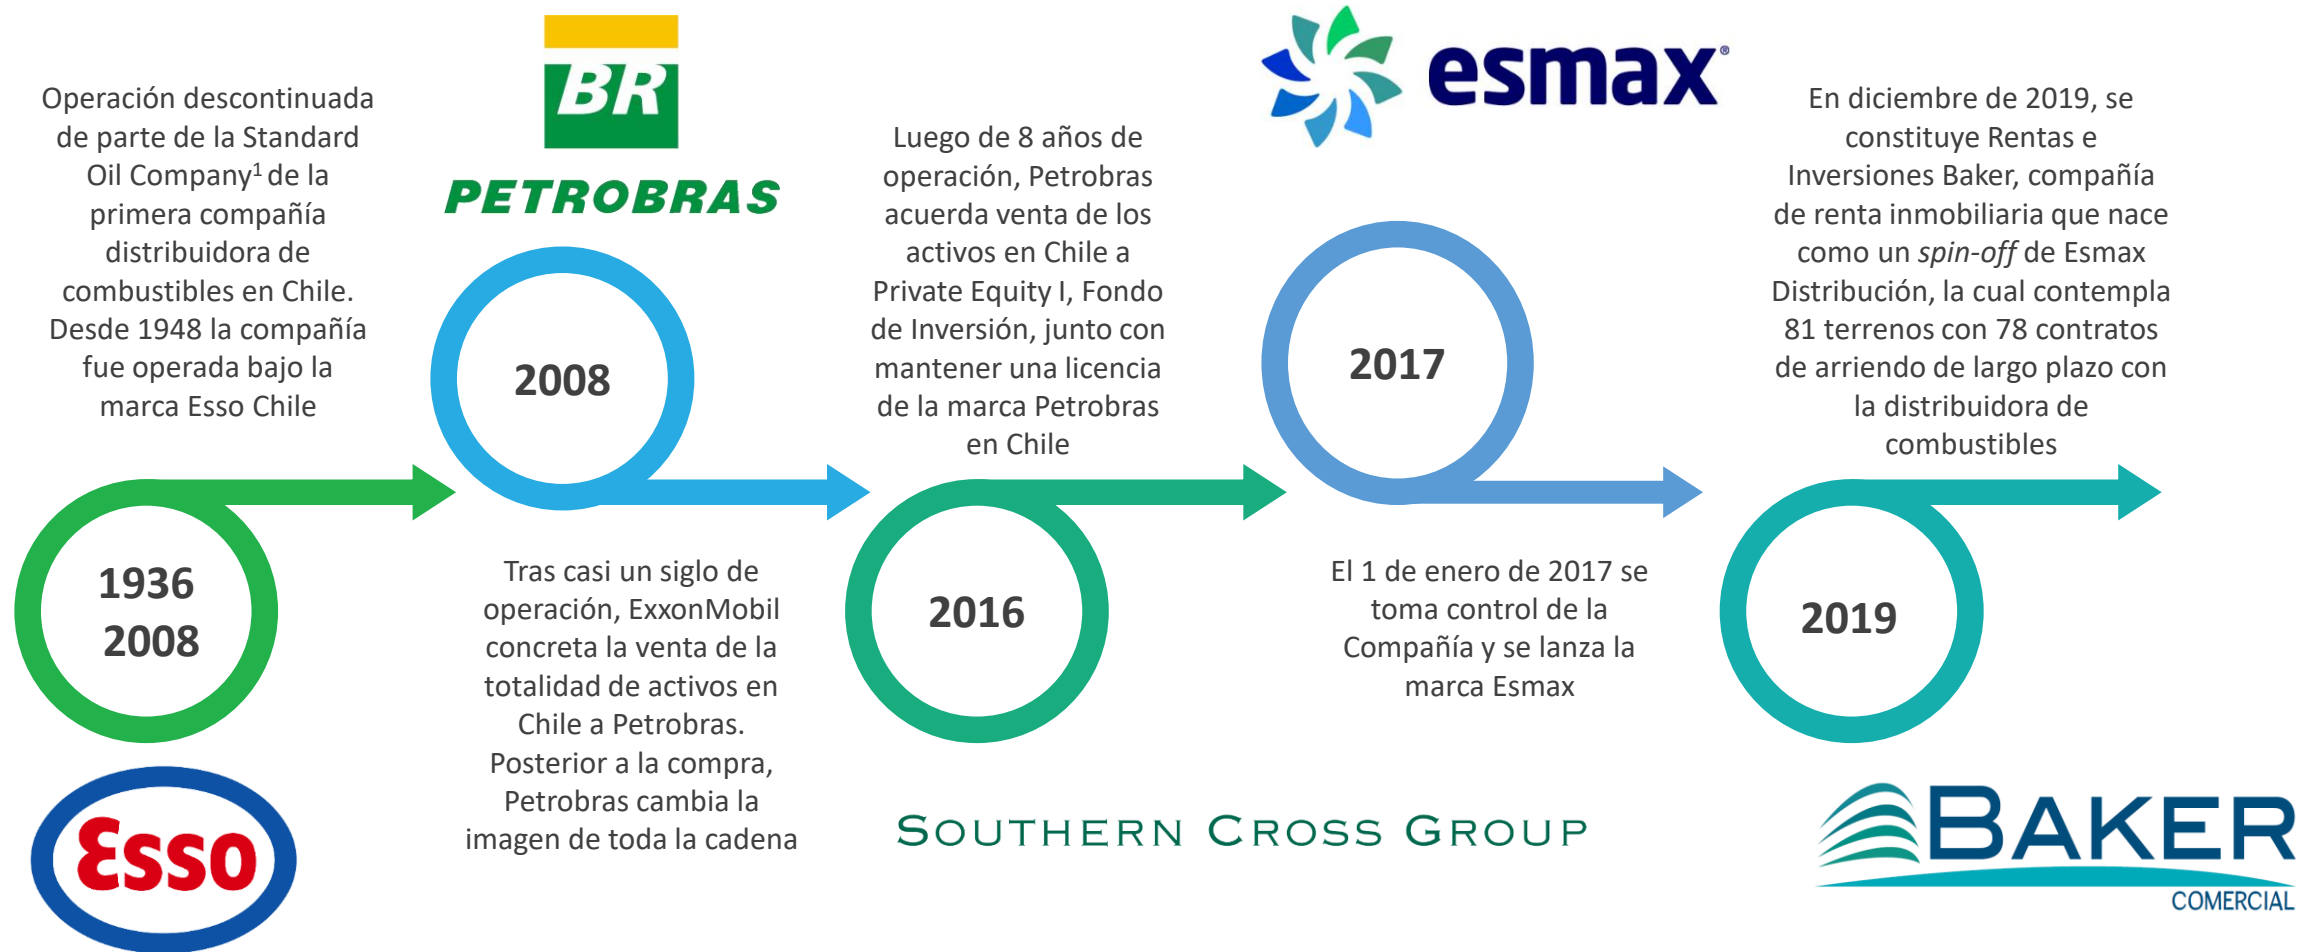 Operación descontinuada
de parte de la Standard
Oil Company¹ de la
primera compañía
distribuidora de
combustibles en Chile.
Desde 1948 la compañía
fue operada bajo la
marca Esso Chile
1936
2008
Esso
BR
PETROBRAS
2008
Tras casi un siglo de
operación, ExxonMobil
concreta la venta de la
totalidad de activos en
Chile a Petrobras.
Posterior a la compra,
Petrobras cambia la
imagen de toda la cadena
Luego de 8 años de
operación, Petrobras
acuerda venta de los
activos en Chile a
Private Equity I, Fondo
de Inversión, junto con
mantener una licencia
de la marca Petrobras
en Chile
2016
SOUTHERN CROSS GROUP
esmax®
2017
El 1 de enero de 2017 se
toma control de la
Compañía y se lanza la
marca Esmax
En diciembre de 2019, se
constituye Rentas e
Inversiones Baker, compañía
de renta inmobiliaria que nace
como un spin-off de Esmax
Distribución, la cual contempla
81 terrenos con 78 contratos
de arriendo de largo plazo con
la distribuidora de
combustibles
2019
BAKER
COMERCIAL